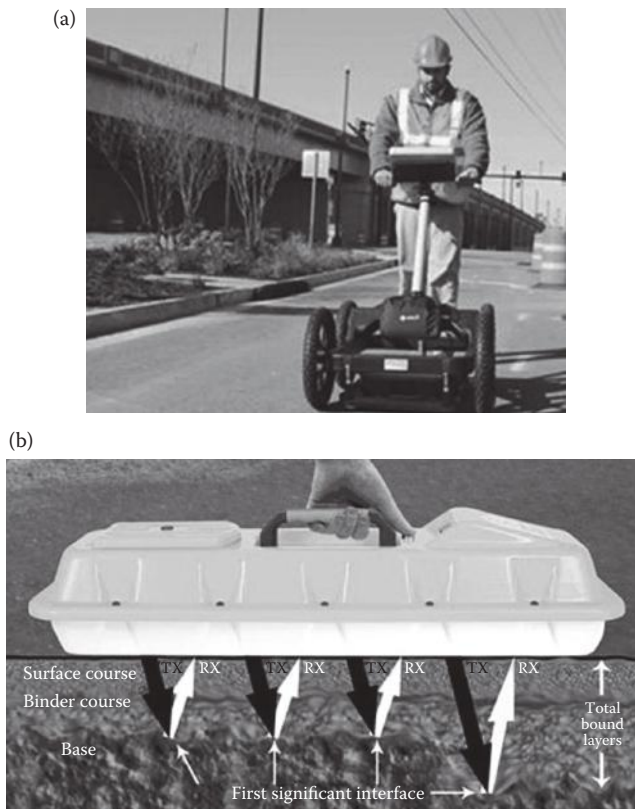 (a)
(b)
TX RX TX RX TX RX TX RX
Surface course
Binder course
Base
Total
bound
layers
First significant interface